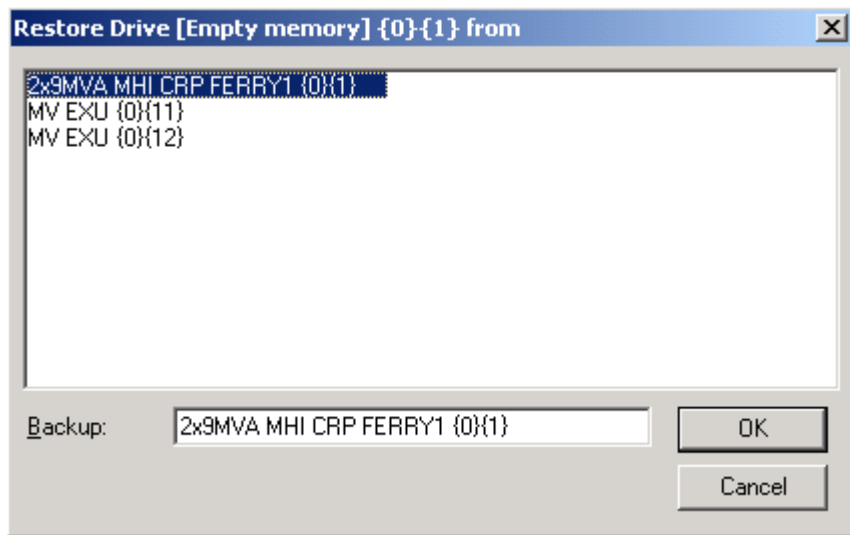 Restore Drive [Empty memory] {0}-{1} from
2x9MVA MHI CRP FERRY1 {0}{1}
MV EXU {0}{11}
MV EXU {0}{12}
Backup:
2x9MVA MHI CRP FERRY1 {0}{1}
OK
Cancel